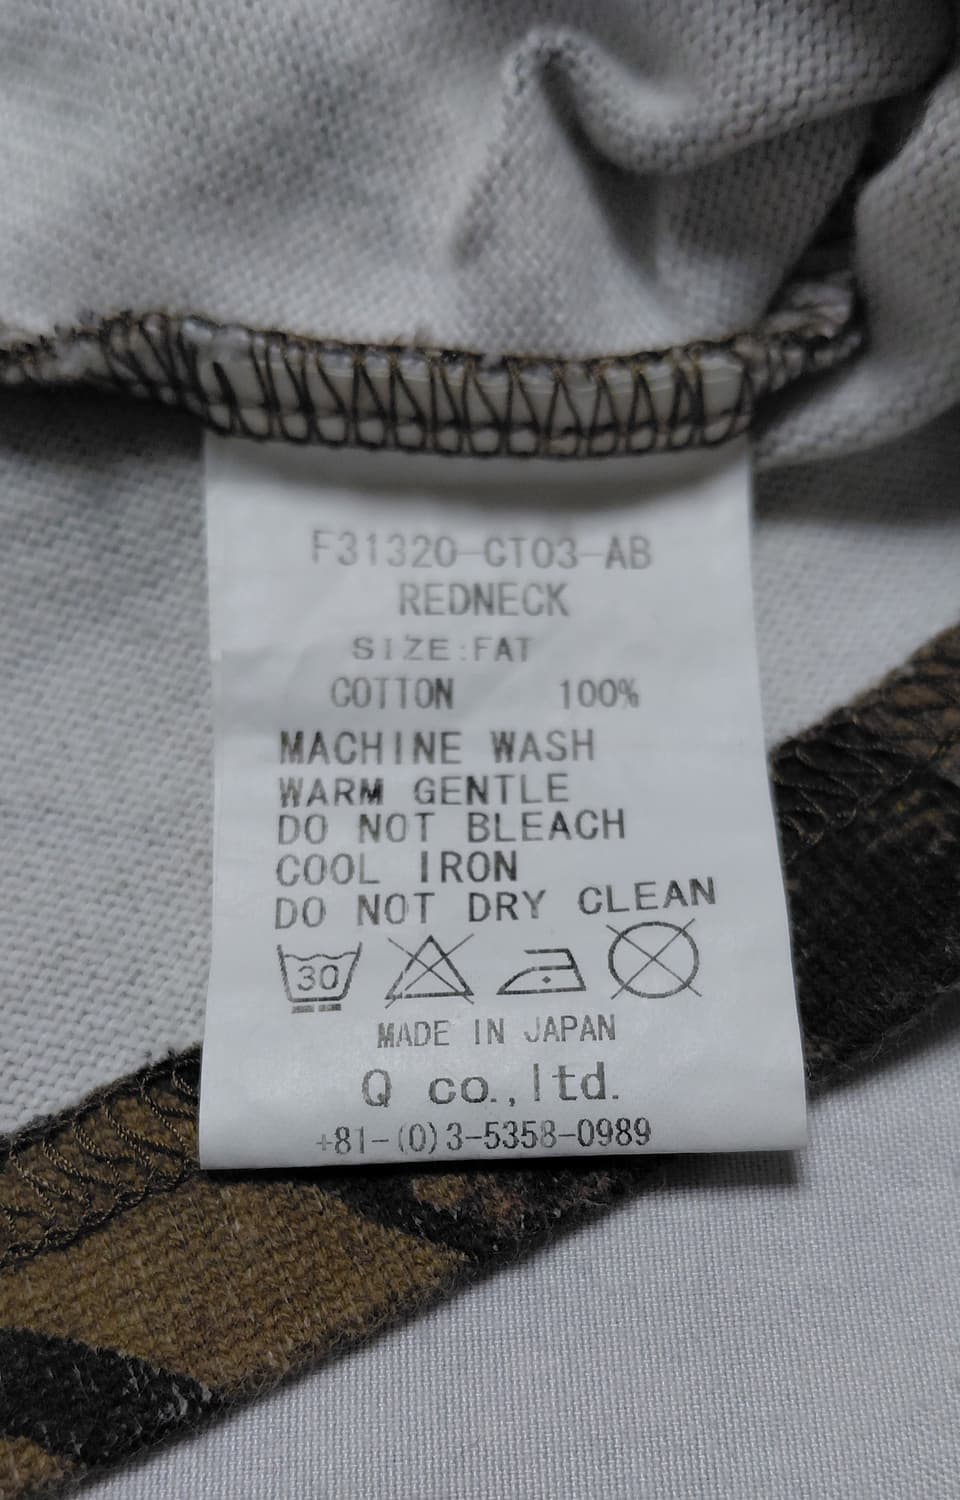 F31320-CT03-AB
REDNECK
SIZE:FAT
COTTON 100%
MACHINE WASH
WARM GENTLE
DO NOT BLEACH
COOL IRON
DO NOT DRY CLEAN
30
MADE IN JAPAN
Q co.,ltd.
+81-(0)3-5358-0989